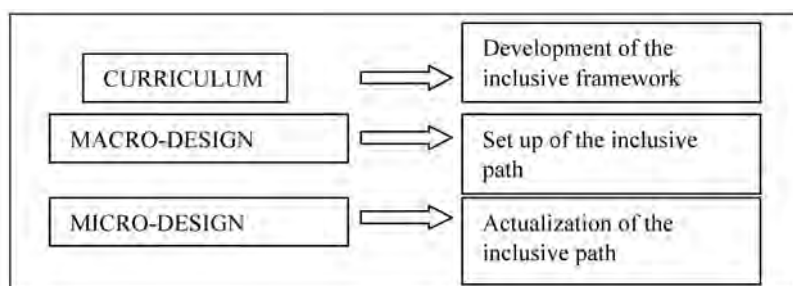 CURRICULUM
Development of the
inclusive framework
MACRO-DESIGN
Set up of the inclusive
path
MICRO-DESIGN
Actualization of the
inclusive path